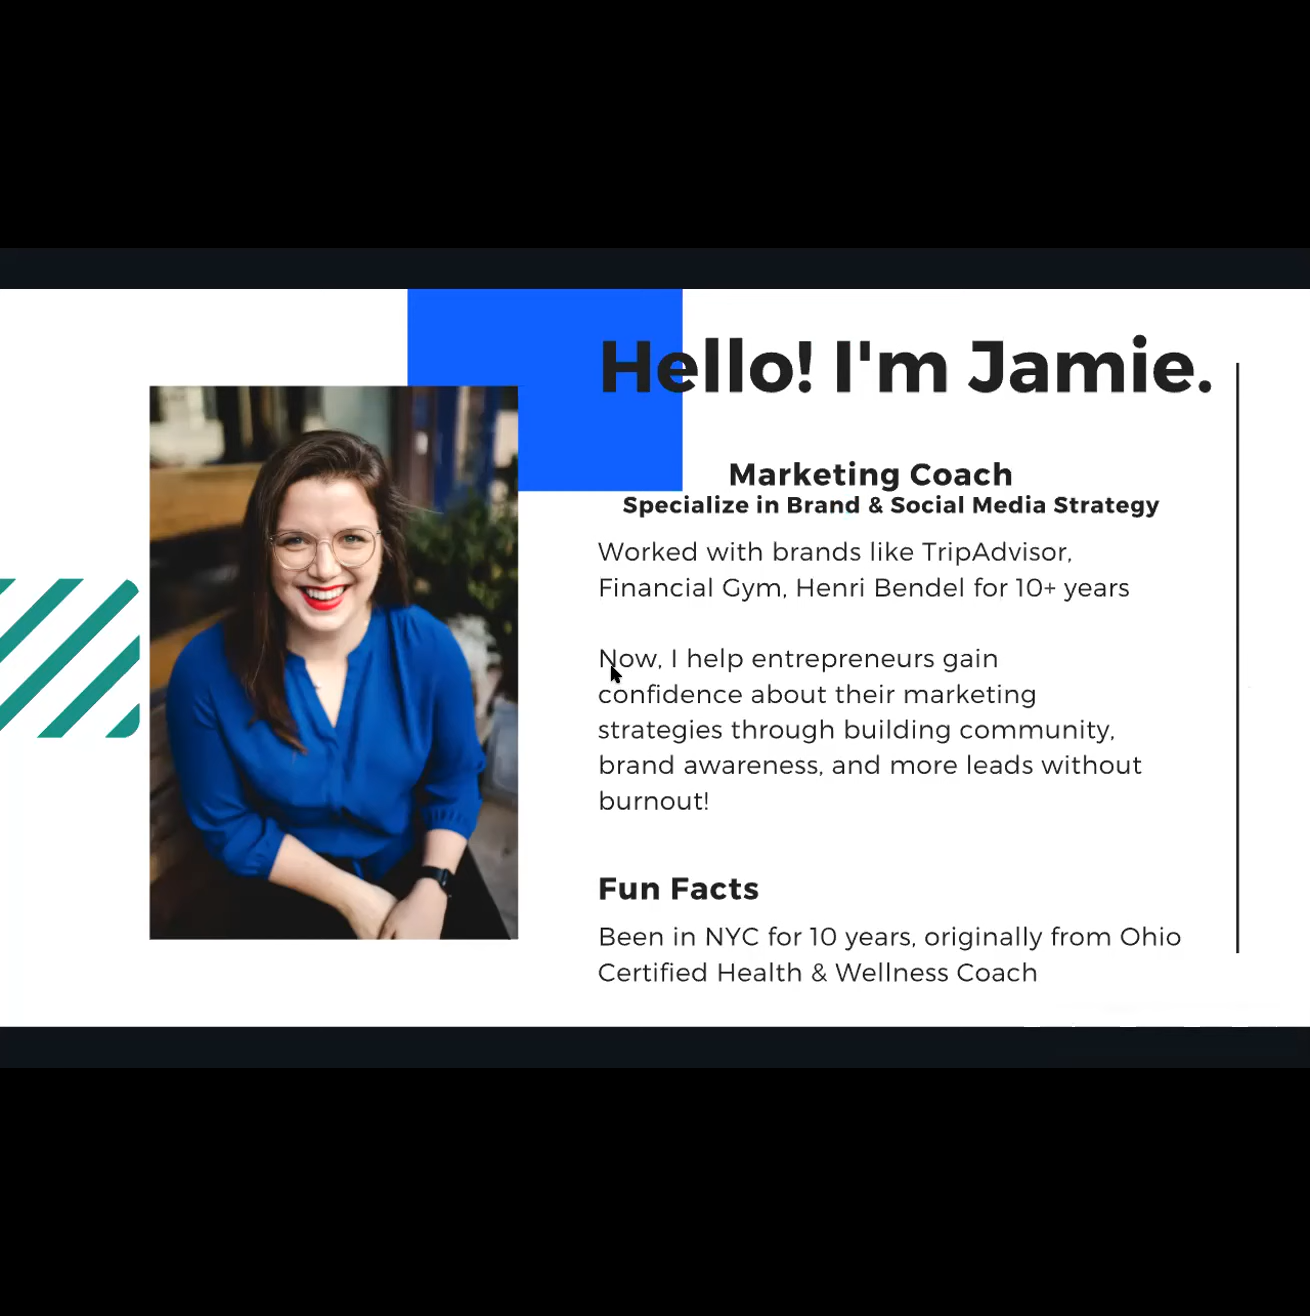 Hello! I'm Jamie.
Marketing Coach
Specialize in Brand & Social Media Strategy
Worked with brands like TripAdvisor,
Financial Gym, Henri Bendel for 10+ years
Now, I help entrepreneurs gain
confidence about their marketing
strategies through building community,
brand awareness, and more leads without
burnout!
Fun Facts
Been in NYC for 10 years, originally from Ohio
Certified Health & Wellness Coach